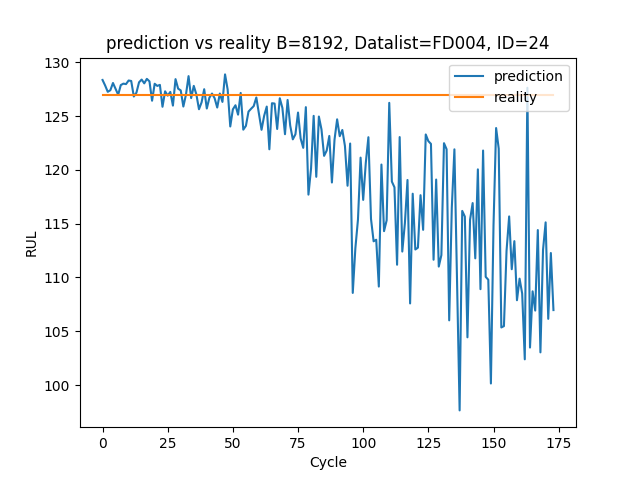 prediction vs reality B=8192, Datalist=FD004, ID=24
prediction
reality
RUL
130
125
120
115
110
105
100
0 25 50 75 100 125 150 175
Cycle